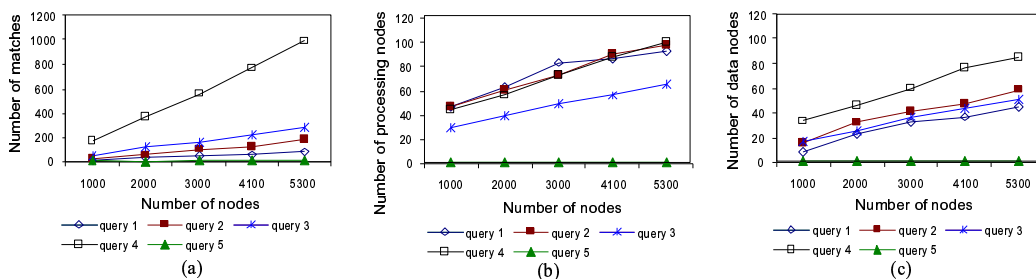 Number of matches
1200
1000
800
600
400
200
0
1000 2000 3000 4100 5300
Number of nodes
query 1 query 2 query 3
query 4 query 5
(a)
Number of processing nodes
120
100
80
60
40
20
0
1000 2000 3000 4100 5300
Number of nodes
query 1 query 2 query 3
query 4 query 5
(b)
Number of data nodes
120
100
80
60
40
20
0
1000 2000 3000 4100 5300
Number of nodes
query 1 query 2 query 3
query 4 query 5
(c)